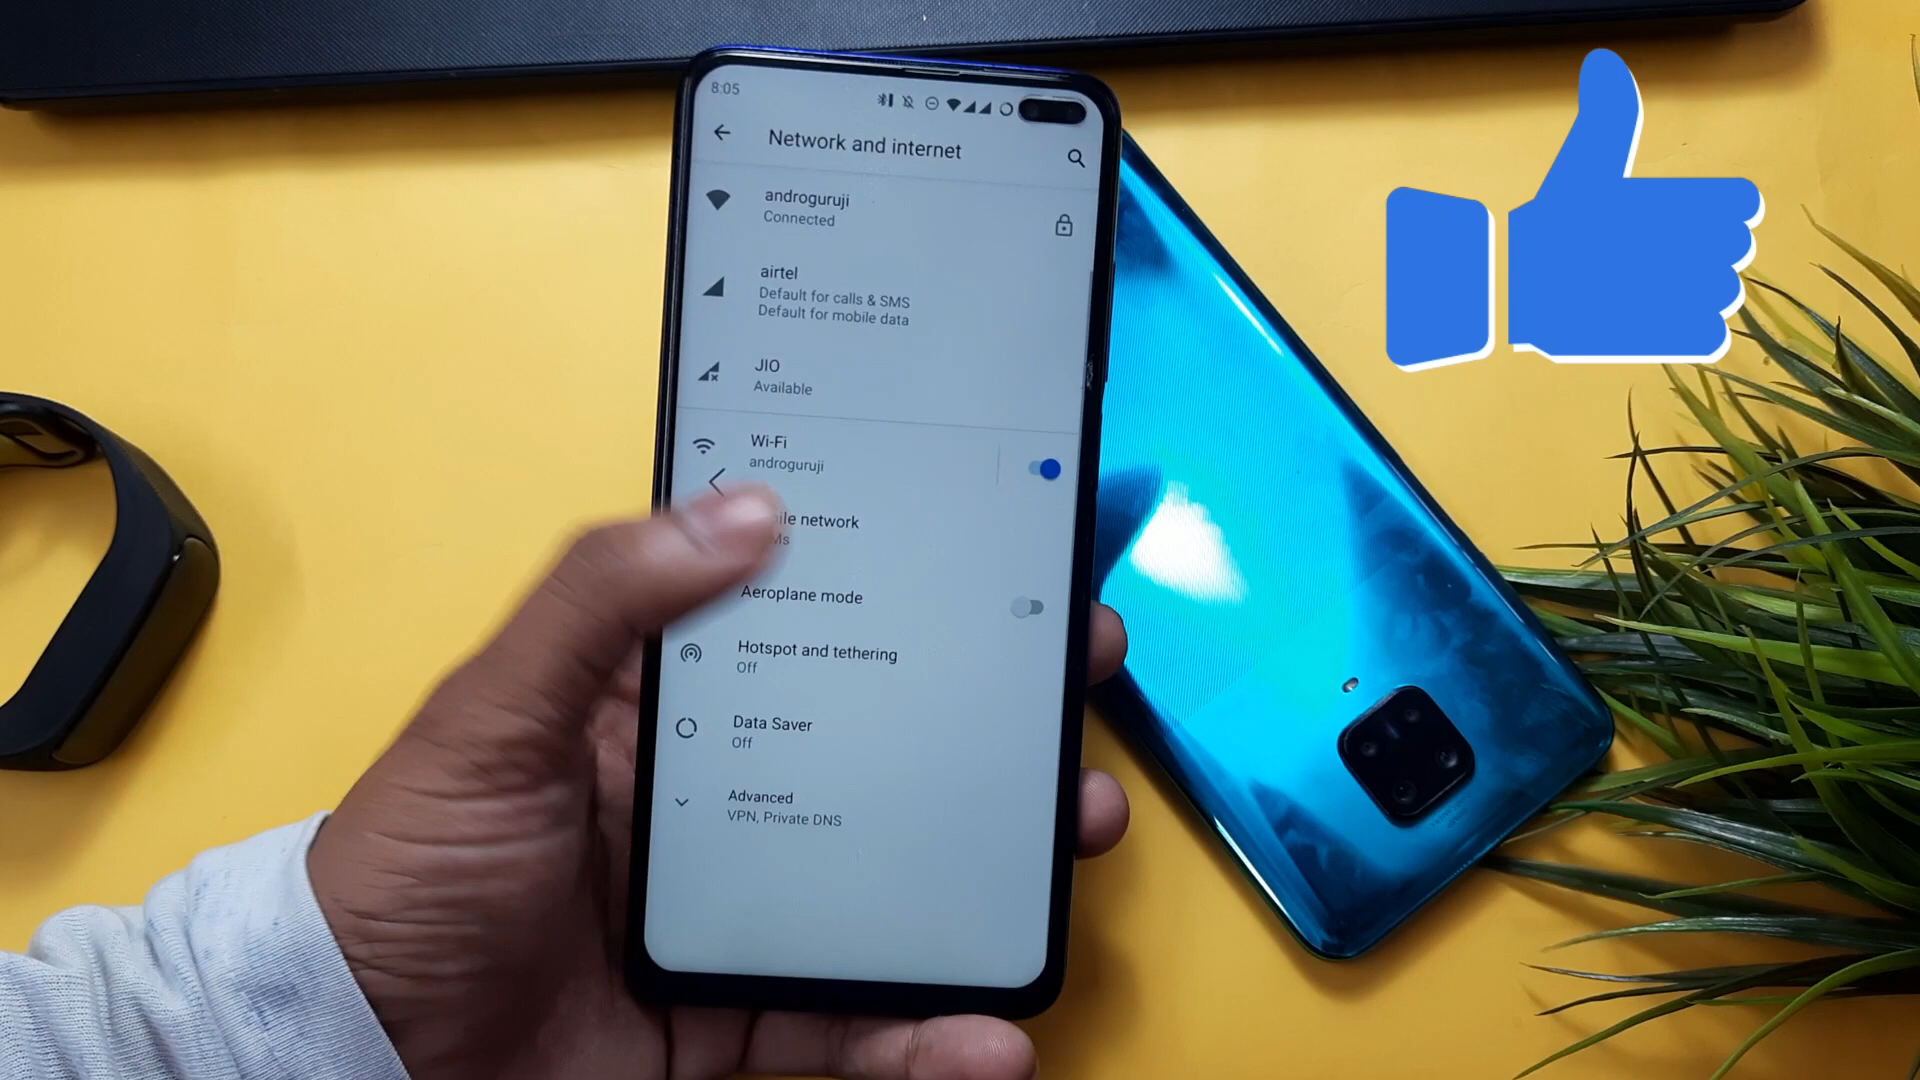 8:05
Network and internet
androguruji
Connected
airtel
Default for calls & SMS
Default for mobile data
JIO
Available
Wi-Fi
androguruji
network
Aeroplane mode
Hotspot and tethering
Off
Data Saver
Off
Advanced
VPN, Private DNS